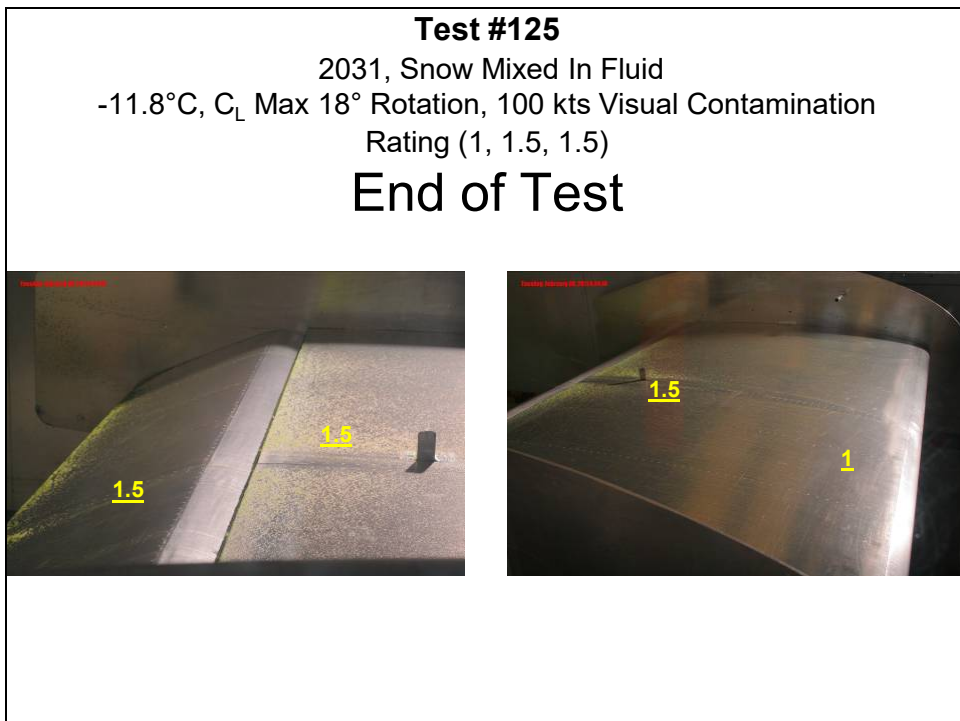 Test #125
2031, Snow Mixed In Fluid
-11.8°C, CL Max 18° Rotation, 100 kts Visual Contamination
Rating (1, 1.5, 1.5)
End of Test
1.5
1.5
1.5
1